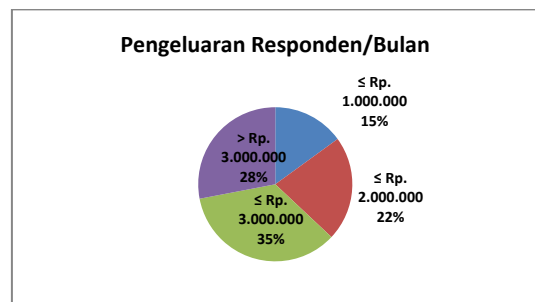 Pengeluaran Responden/Bulan
≤ Rp.
1.000.000
15%
≤ Rp.
2.000.000
22%
≤ Rp.
3.000.000
35%
> Rp.
3.000.000
28%